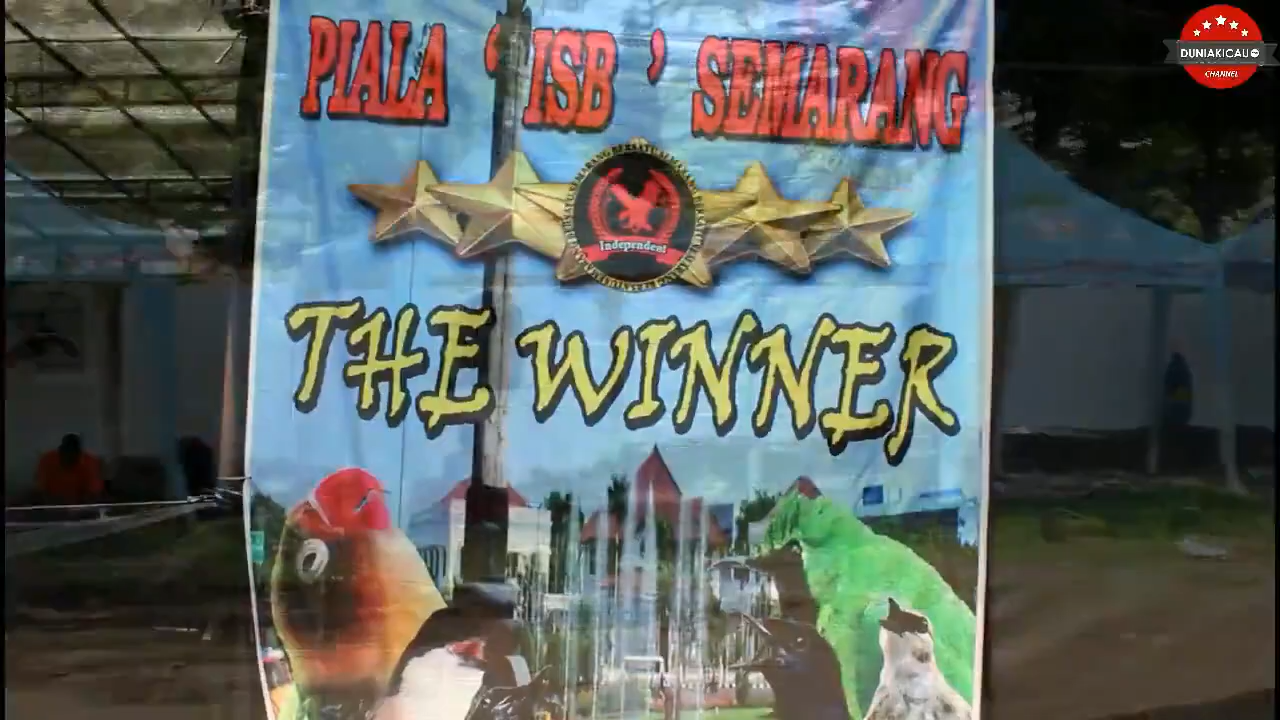 PIALA ' ISB ' SEMARANG
Independent
THE WINNER
DUNIAKICAU
CHANNEL